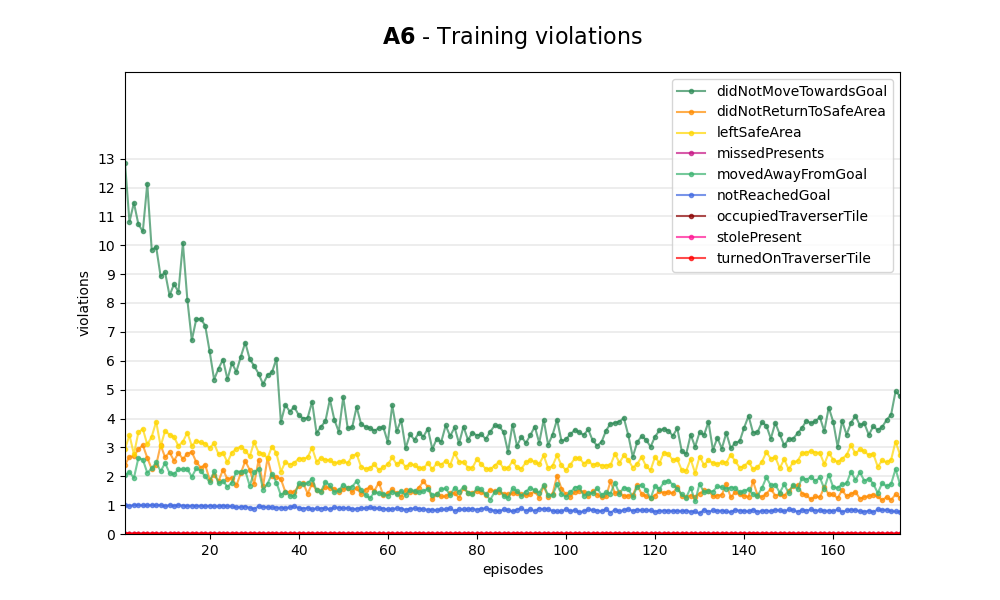 A6 - Training violations
didNotMoveTowardsGoal
didNotReturnToSafeArea
leftSafeArea
missedPresents
movedAwayFromGoal
notReachedGoal
occupiedTraverserTile
stolePresent
turnedOnTraverserTile
violations
13
12
11
10
9
8
7
6
5
4
3
2
1
0
20 40 60 80 100 120 140 160
episodes